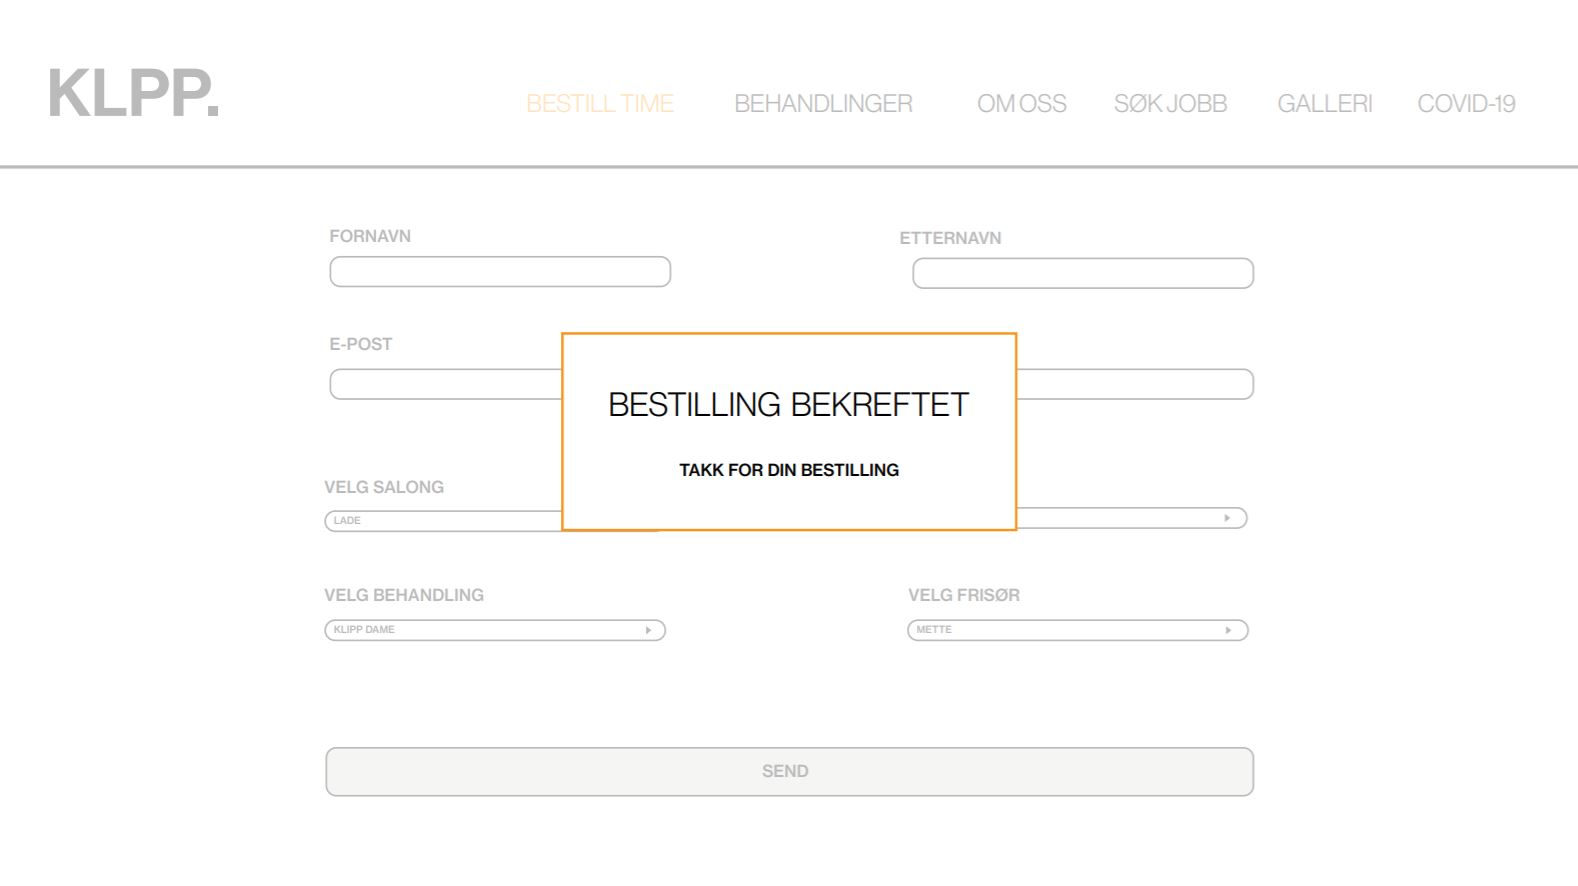 KLPP.
BESTILL TIME BEHANDLINGER OM OSS SØK JOBB GALLERI COVID-19
FORNAVN ETTERNAVN
E-POST
BESTILLING BEKREFTET
TAKK FOR DIN BESTILLING
VELG SALONG
LADE
VELG BEHANDLING VELG FRISØR
KLIPP DAME METTE
SEND